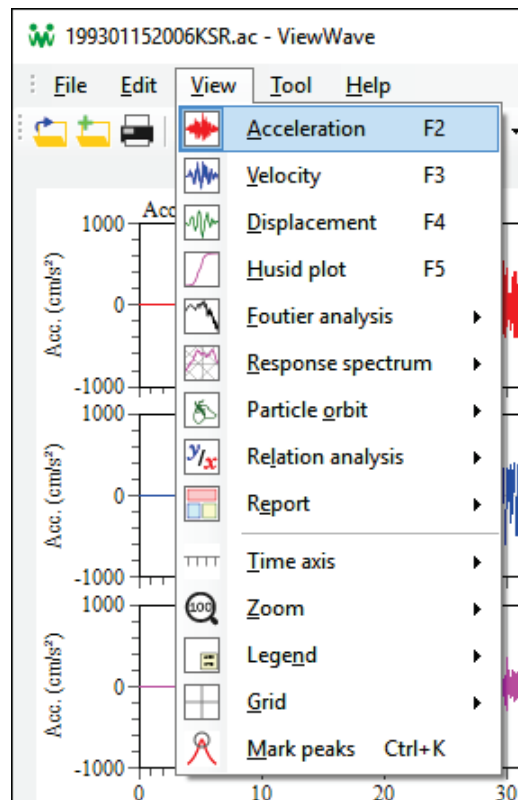 199301152006KSR.ac - ViewWave
File Edit View Tool Help
Acceleration F2
Velocity F3
Displacement F4
Husid plot F5
Foutier analysis
Response spectrum
Particle orbit
Relation analysis
Report
Time axis
Zoom
Legend
Grid
Mark peaks Ctrl+K
y/x
100
Acc
1000
0
-1000
Acc. (cm/s²)
1000
0
-1000
Acc. (cm/s²)
1000
0
-1000
Acc. (cm/s²)
0 10 20 30